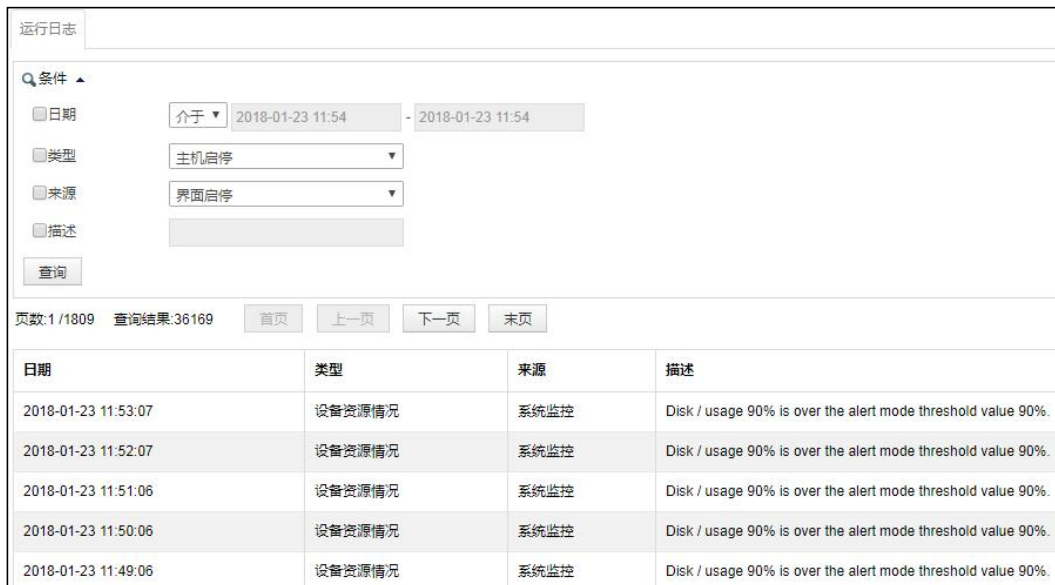 运行日志
条件
日期 介于 2018-01-23 11:54 - 2018-01-23 11:54
类型 主机启停
来源 界面启停
描述
查询
页数:1 /1809 查询结果:36169 首页 上一页 下一页 末页
日期 类型 来源 描述
2018-01-23 11:53:07 设备资源情况 系统监控 Disk / usage 90% is over the alert mode threshold value 90%.
2018-01-23 11:52:07 设备资源情况 系统监控 Disk / usage 90% is over the alert mode threshold value 90%.
2018-01-23 11:51:06 设备资源情况 系统监控 Disk / usage 90% is over the alert mode threshold value 90%.
2018-01-23 11:50:06 设备资源情况 系统监控 Disk / usage 90% is over the alert mode threshold value 90%.
2018-01-23 11:49:06 设备资源情况 系统监控 Disk / usage 90% is over the alert mode threshold value 90%.